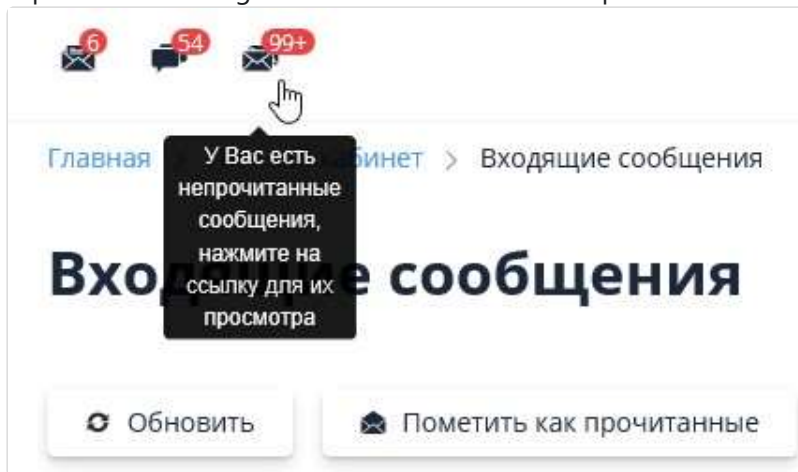 6 54 99+
Главная бинет > Входящие сообщения
У Вас есть
непрочитанные
сообщения,
нажмите на
ссылку для их
просмотра
Входящие сообщения
Обновить Пометить как прочитанные